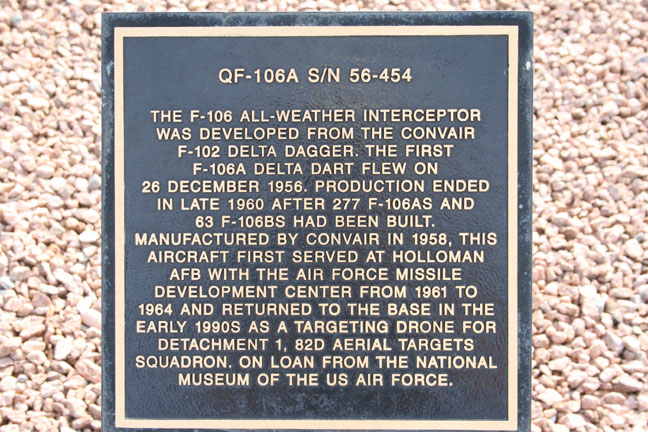 QF-106A S/N 56-454
THE F-106 ALL-WEATHER INTERCEPTOR
WAS DEVELOPED FROM THE CONVAIR
F-102 DELTA DAGGER. THE FIRST
F-106A DELTA DART FLEW ON
26 DECEMBER 1956. PRODUCTION ENDED
IN LATE 1960 AFTER 277 F-106AS AND
63 F-106BS HAD BEEN BUILT.
MANUFACTURED BY CONVAIR IN 1958, THIS
AIRCRAFT FIRST SERVED AT HOLLOMAN
AFB WITH THE AIR FORCE MISSILE
DEVELOPMENT CENTER FROM 1961 TO
1964 AND RETURNED TO THE BASE IN THE
EARLY 1990S AS A TARGETING DRONE FOR
DETACHMENT 1, 82D AERIAL TARGETS
SQUADRON. ON LOAN FROM THE NATIONAL
MUSEUM OF THE US AIR FORCE.